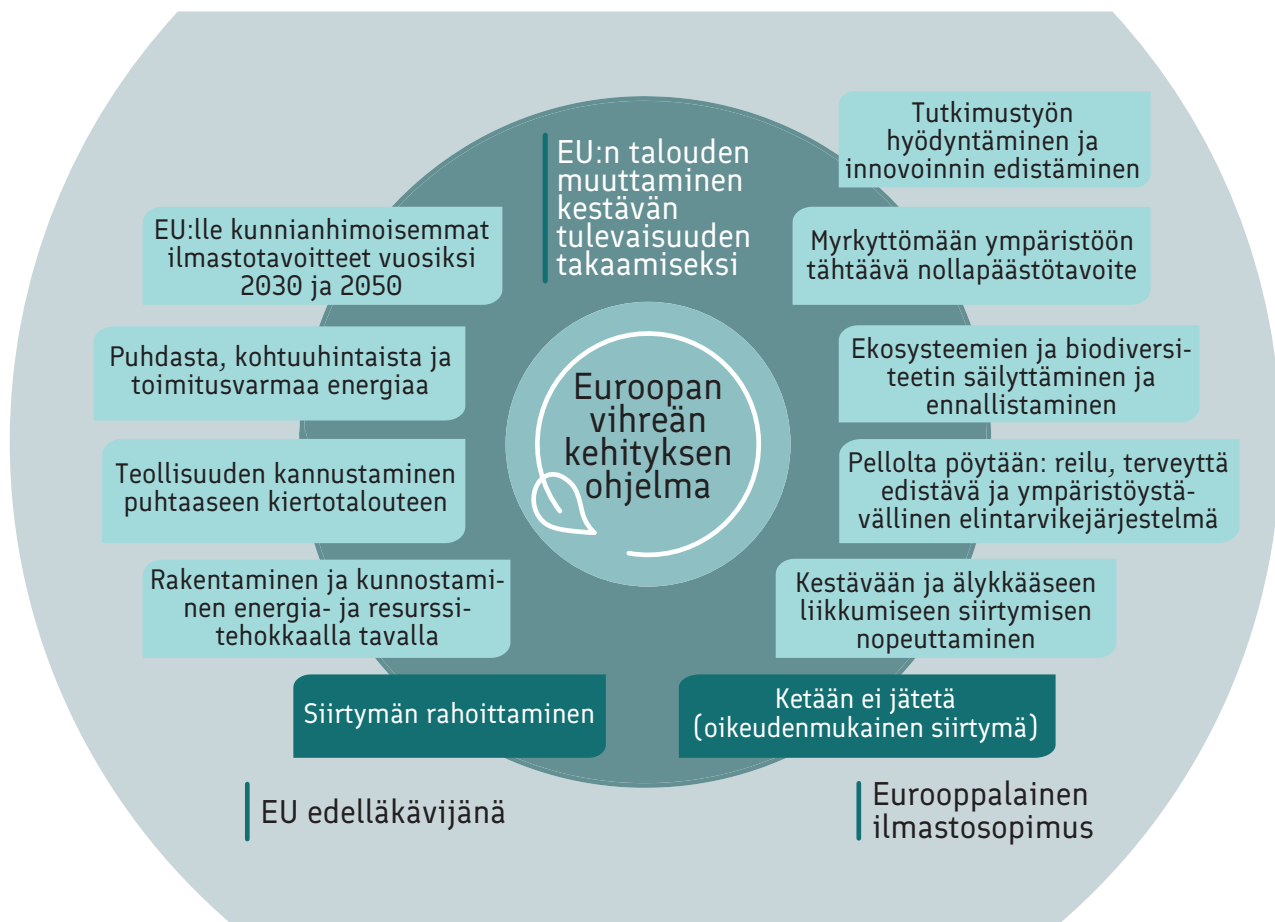 EU:n talouden
muuttaminen
kestävän
tulevaisuuden
takaamiseksi
Euroopan
vihreän
kehityksen
ohjelma
EU:lle kunnianhimoisemmat
ilmastotavoitteet vuosiksi
2030 ja 2050
Puhdasta, kohtuuhintaista ja
toimitusvarmaa energiaa
Teollisuuden kannustaminen
puhtaaseen kiertotalouteen
Rakentaminen ja kunnostami-
nen energia- ja resurssi-
tehokkaalla tavalla
Tutkimustyön
hyödyntäminen ja
innovoinnin edistäminen
Myrkyttömään ympäristöön
tähtäävä nollapäästötavoite
Ekosysteemien ja biodiversi-
teetin säilyttäminen ja
ennallistaminen
Pellolta pöytään: reilu, terveyttä
edistävä ja ympäristöystä-
vällinen elintarvikejärjestelmä
Kestävään ja älykkääseen
liikkumiseen siirtymisen
nopeuttaminen
Siirtymän rahoittaminen
Ketään ei jätetä
(oikeudenmukainen siirtymä)
EU edelläkävijänä
Eurooppalainen
ilmastosopimus